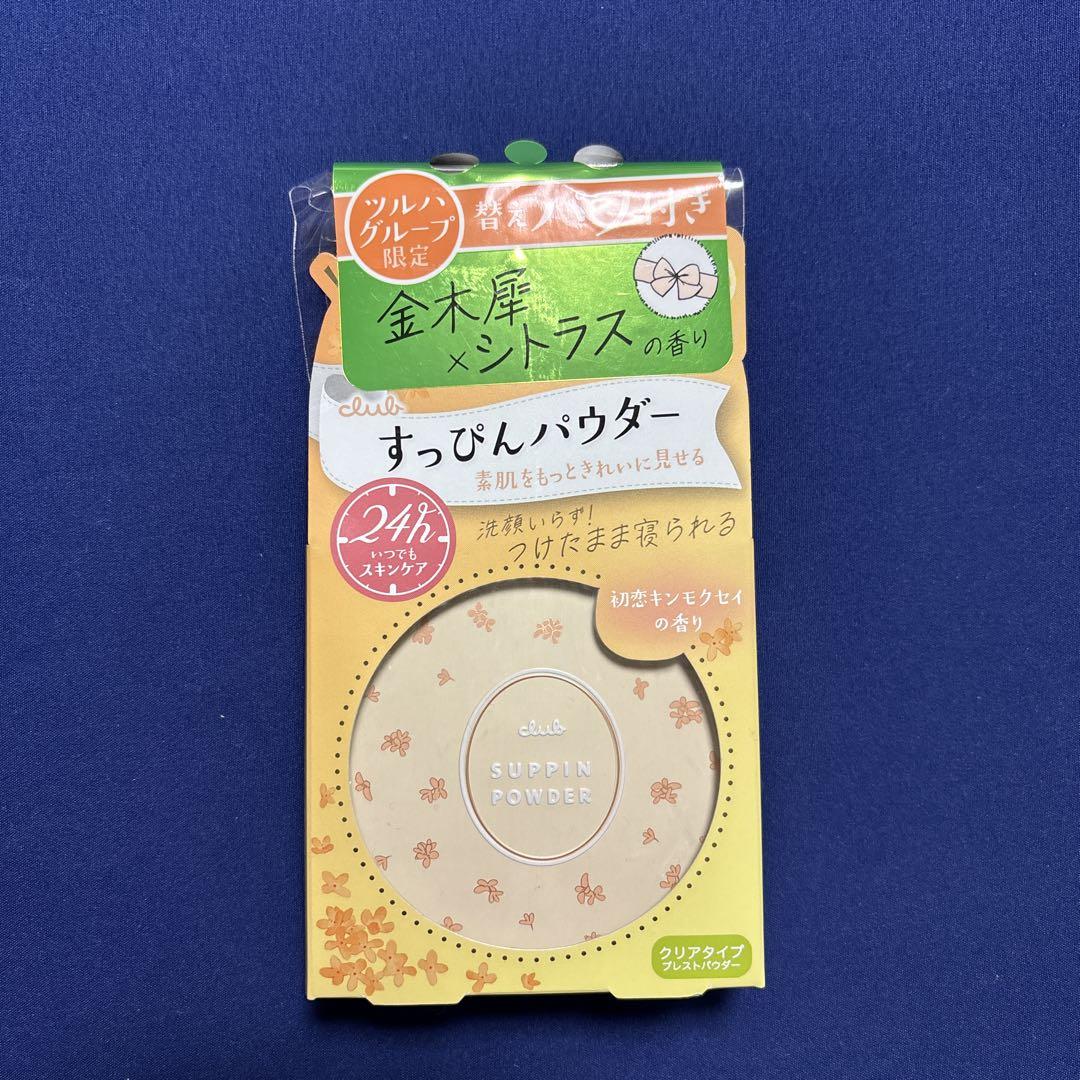 ツルハ
グループ
限定
替えパフ付き
金木犀
×シトラスの香り
club
すっぴんパウダー
素肌をもっときれいに見せる
24h
いつでも
スキンケア
洗顔いらず!
つけたまま寝られる
初恋キンモクセイ
の香り
club
SUPPIN
POWDER
クリアタイプ
プレストパウダー